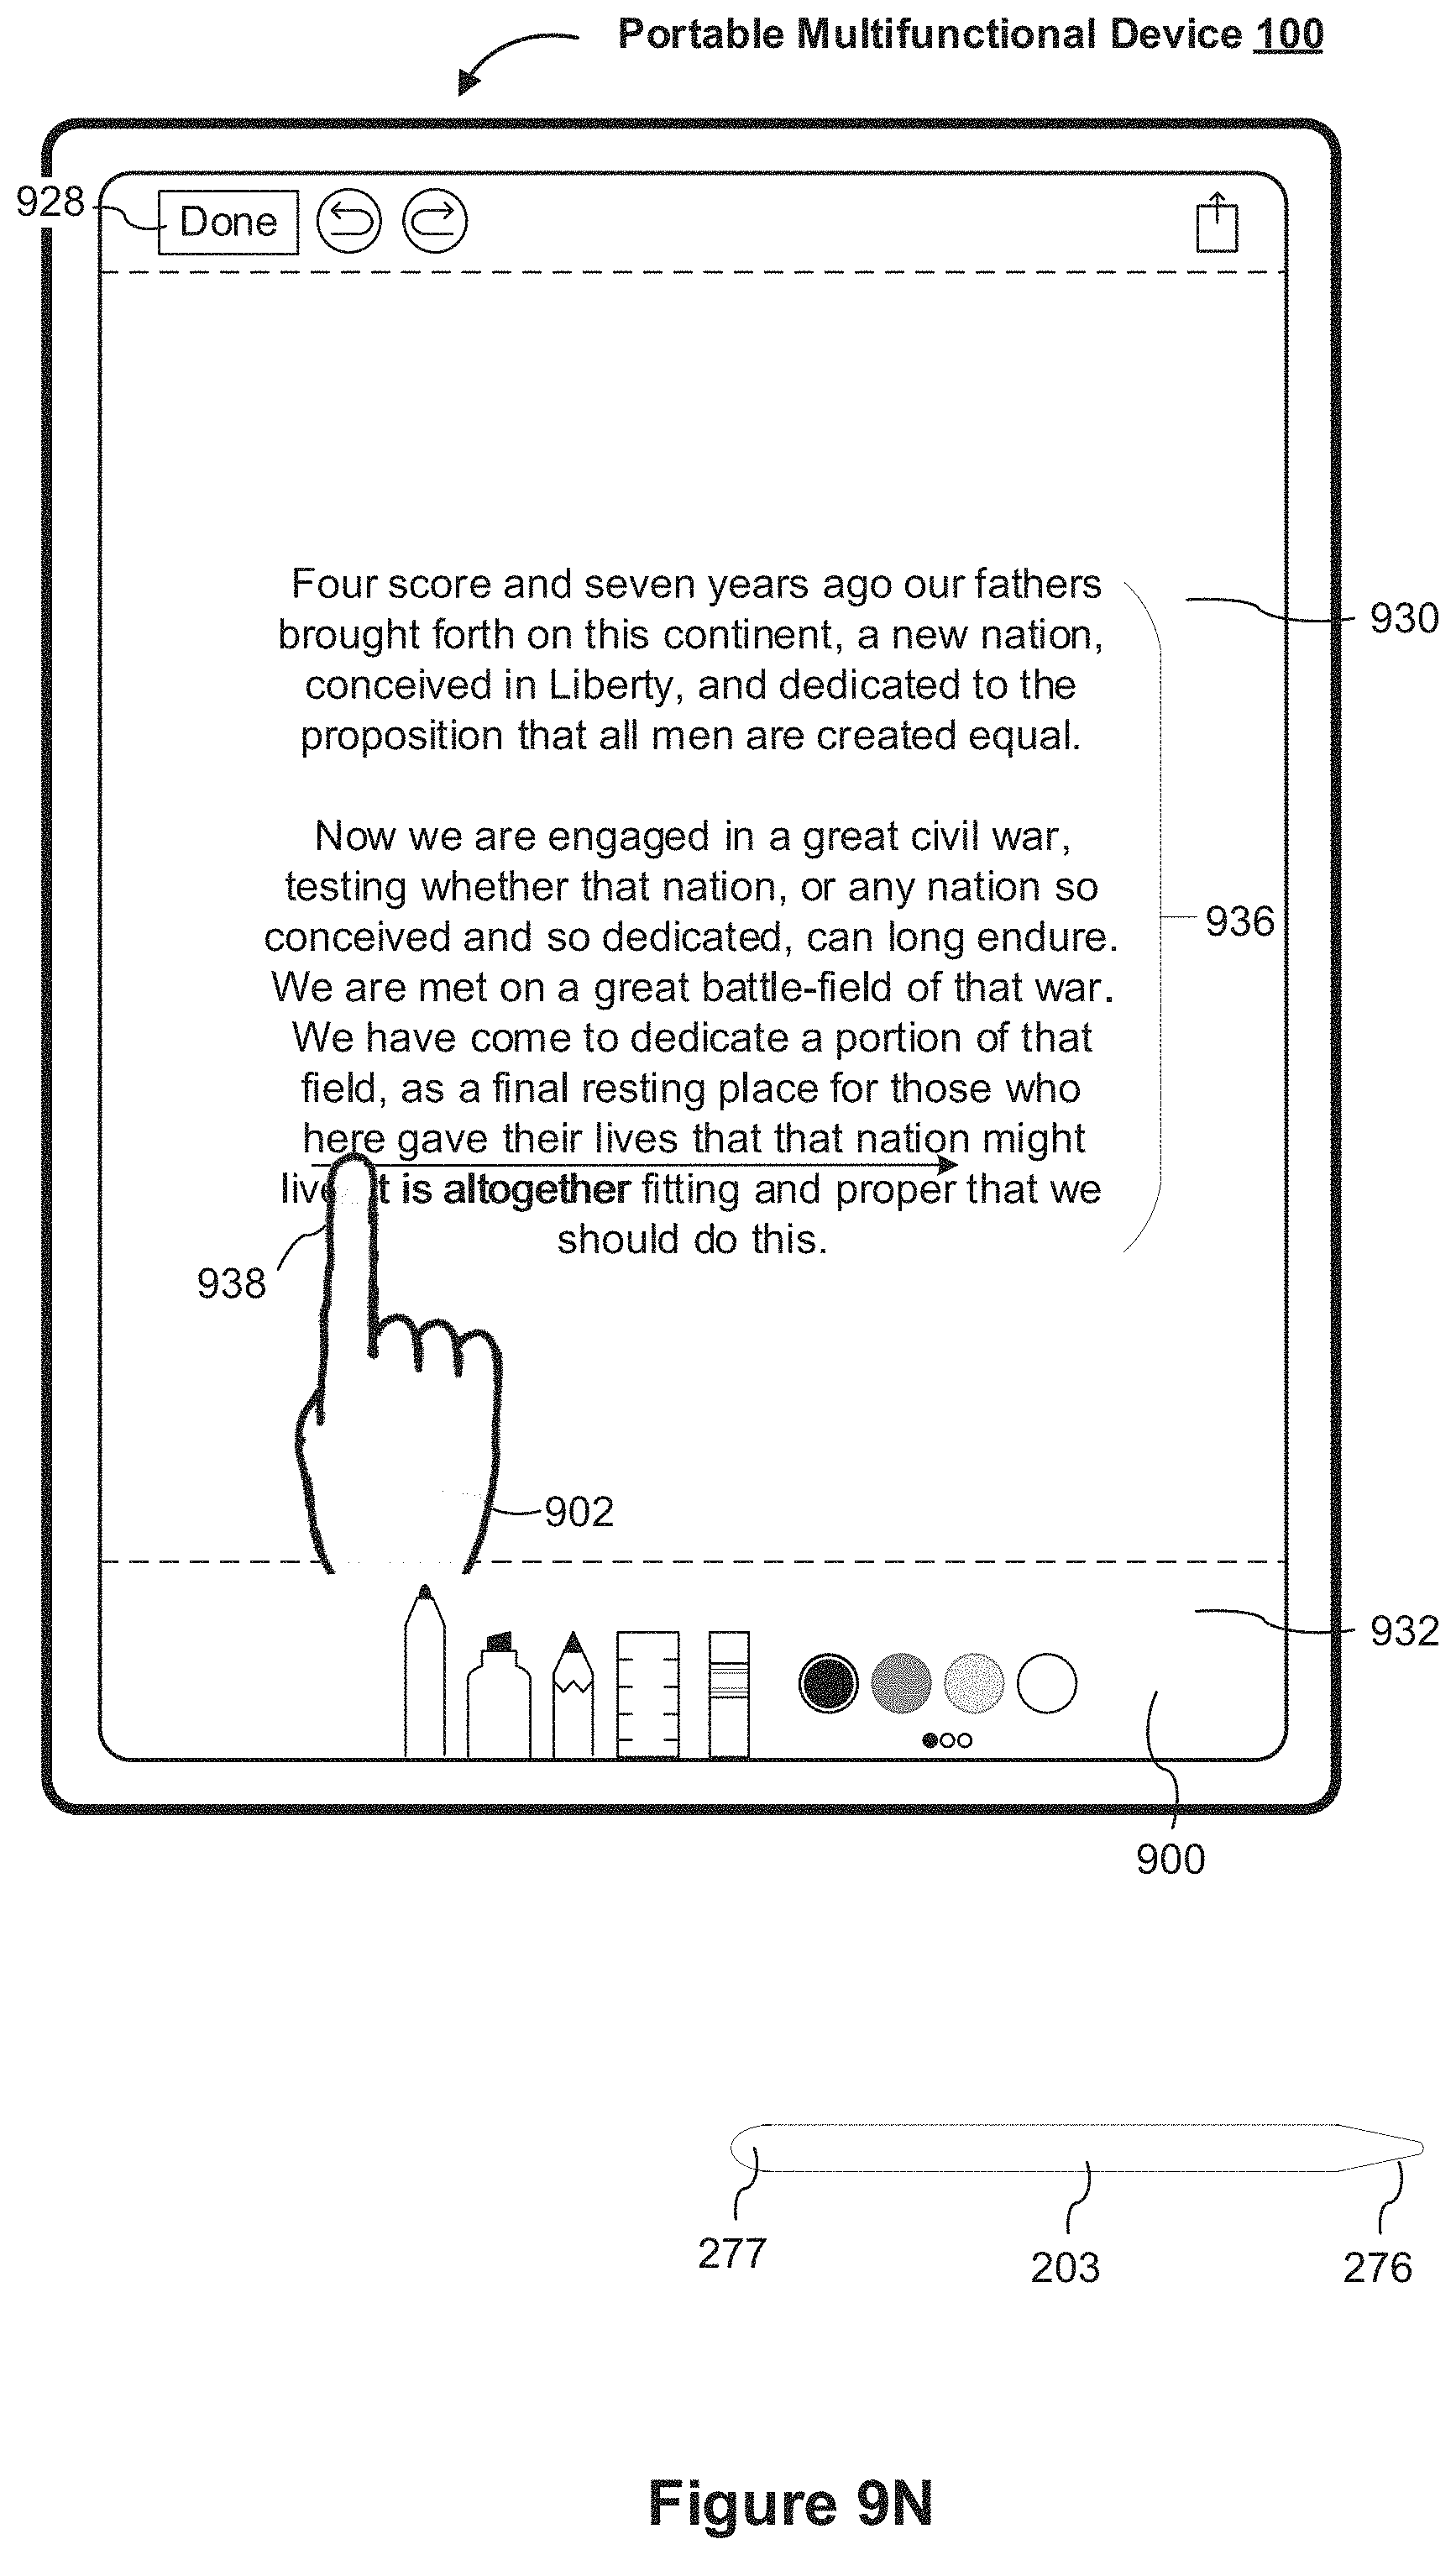 Portable Multifunctional Device 100
928
Done
Four score and seven years ago our fathers
brought forth on this continent, a new nation,
conceived in Liberty, and dedicated to the
proposition that all men are created equal.
930
Now we are engaged in a great civil war,
testing whether that nation, or any nation so
conceived and so dedicated, can long endure.
We are met on a great battle-field of that war.
We have come to dedicate a portion of that
field, as a final resting place for those who
here gave their lives that that nation might
liv t is altogether fitting and proper that we
should do this.
936
938
902
932
900
277
203
276
Figure 9N